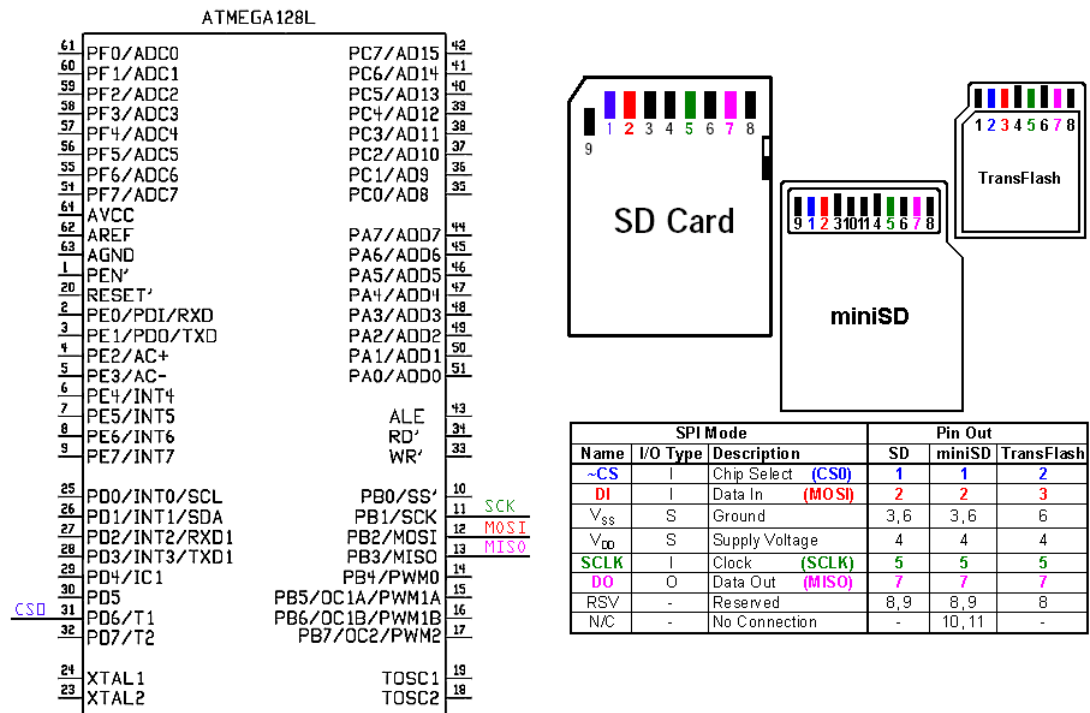 ATMEGA128L
61 PF0/ADC0 PC7/AD15 42
60 PF1/ADC1 PC6/AD14 41
59 PF2/ADC2 PC5/AD13 40
58 PF3/ADC3 PC4/AD12 39
57 PF4/ADC4 PC3/AD11 38
56 PF5/ADC5 PC2/AD10 37
55 PF6/ADC6 PC1/AD9 36
54 PF7/ADC7 PC0/AD8 35
64 AVCC
62 AREF PA7/ADD7 44
63 AGND PA6/ADD6 45
1 PEN' PA5/ADD5 46
20 RESET' PA4/ADD4 47
2 PE0/PDI/RXD PA3/ADD3 48
3 PE1/PDO/TXD PA2/ADD2 49
4 PE2/AC+ PA1/ADD1 50
5 PE3/AC- PA0/ADD0 51
6 PE4/INT4
7 PE5/INT5 ALE 43
8 PE6/INT6 RD' 34
9 PE7/INT7 WR' 33
25 PD0/INT0/SCL PB0/SS' 10
26 PD1/INT1/SDA PB1/SCK 11 SCK
27 PD2/INT2/RXD1 PB2/MOSI 12 MOSI
28 PD3/INT3/TXD1 PB3/MISO 13 MISO
29 PD4/IC1 PB4/PWM0 14
30 PD5 PB5/OC1A/PWM1A 15
CS0 31 PD6/T1 PB6/OC1B/PWM1B 16
32 PD7/T2 PB7/OC2/PWM2 17
24 XTAL1 TOSC1 19
23 XTAL2 TOSC2 18
1 2 3 4 5 6 7 8
9
SD Card
1 2 3 4 5 6 7 8
TransFlash
9 1 2 3 10 11 4 5 6 7 8
miniSD
SPI Mode Pin Out
Name I/O Type Description SD miniSD TransFlash
~CS I Chip Select (CS0) 1 1 2
DI I Data In (MOSI) 2 2 3
VSS S Ground 3,6 3,6 6
VDD S Supply Voltage 4 4 4
SCLK I Clock (SCLK) 5 5 5
DO O Data Out (MISO) 7 7 7
RSV - Reserved 8,9 8,9 8
N/C - No Connection - 10,11 -